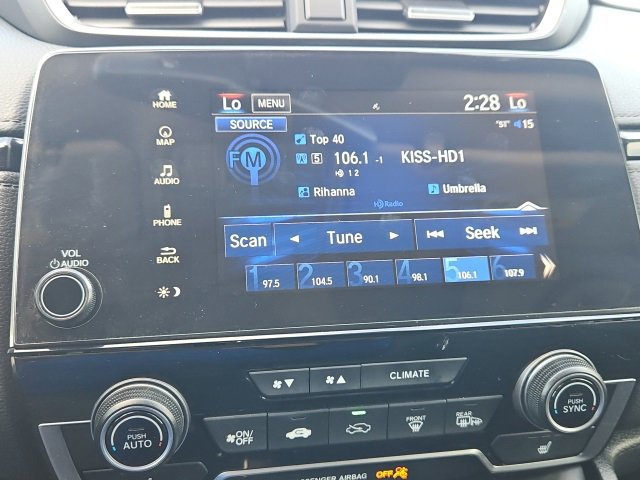 HOME
MAP
AUDIO
PHONE
BACK
VOL
AUDIO
Lo MENU 2:28 Lo
SOURCE "ST" 15
FM
Top 40
5 106.1 -1 KISS-HD1
1 2
Rihanna Umbrella
HD Radio
Scan Tune Seek
1 97.5 2 104.5 3 90.1 4 98.1 5 106.1 6 107.9
CLIMATE
PUSH AUTO
ON/OFF
FRONT
REAR
PUSH SYNC
PASSENGER AIRBAG OFF